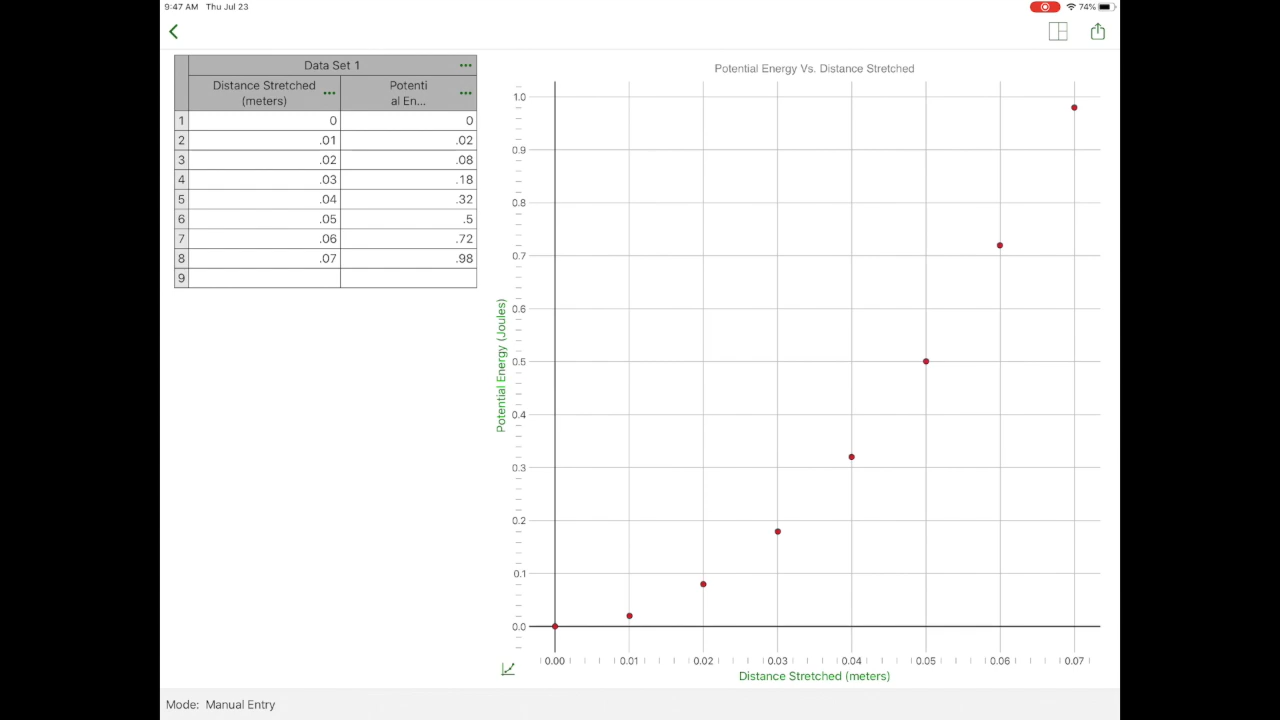 9:47 AM Thu Jul 23
74%
Data Set 1
Distance Stretched
(meters)
Potenti
al En...
1 0 0
2 .01 .02
3 .02 .08
4 .03 .18
5 .04 .32
6 .05 .5
7 .06 .72
8 .07 .98
9
Potential Energy Vs. Distance Stretched
1.0
0.9
0.8
0.7
0.6
0.5
0.4
0.3
0.2
0.1
0.0
Potential Energy (Joules)
0.00 0.01 0.02 0.03 0.04 0.05 0.06 0.07
Distance Stretched (meters)
Mode: Manual Entry